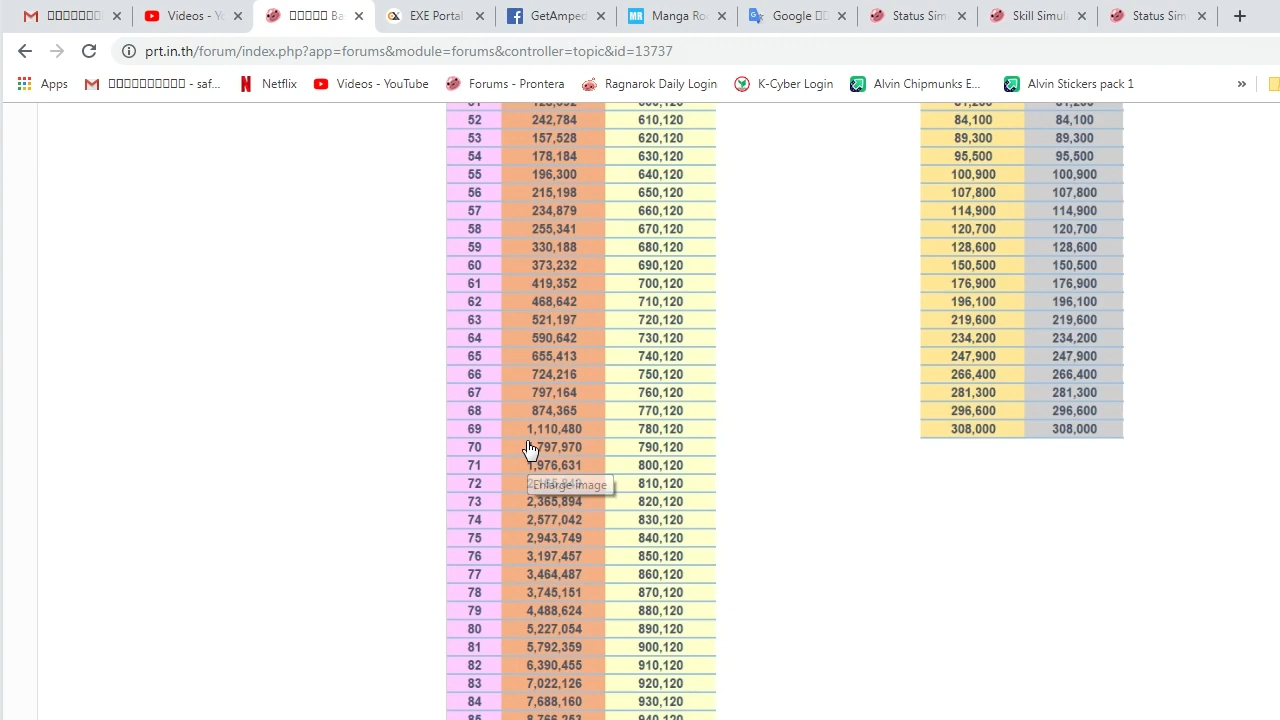 Videos - Yo
Ba
EXE Portal
GetAmped
Manga Roc
Google
Status Sim
Skill Simula
Status Sim
prt.in.th/forum/index.php?app=forums&module=forums&controller=topic&id=13737
Apps
- saf...
Netflix
Videos - YouTube
Forums - Prontera
Ragnarok Daily Login
K-Cyber Login
Alvin Chipmunks E...
Alvin Stickers pack 1
»
52 242,784 610,120 84,100 84,100
53 157,528 620,120 89,300 89,300
54 178,184 630,120 95,500 95,500
55 196,300 640,120 100,900 100,900
56 215,198 650,120 107,800 107,800
57 234,879 660,120 114,900 114,900
58 255,341 670,120 120,700 120,700
59 330,188 680,120 128,600 128,600
60 373,232 690,120 150,500 150,500
61 419,352 700,120 176,900 176,900
62 468,642 710,120 196,100 196,100
63 521,197 720,120 219,600 219,600
64 590,642 730,120 234,200 234,200
65 655,413 740,120 247,900 247,900
66 724,216 750,120 266,400 266,400
67 797,164 760,120 281,300 281,300
68 874,365 770,120 296,600 296,600
69 1,110,480 780,120 308,000 308,000
70 790,120
71 1,976,631 800,120
72 810,120
Enlarge image
73 2,365,894 820,120
74 2,577,042 830,120
75 2,943,749 840,120
76 3,197,457 850,120
77 3,464,487 860,120
78 3,745,151 870,120
79 4,488,624 880,120
80 5,227,054 890,120
81 5,792,359 900,120
82 6,390,455 910,120
83 7,022,126 920,120
84 7,688,160 930,120